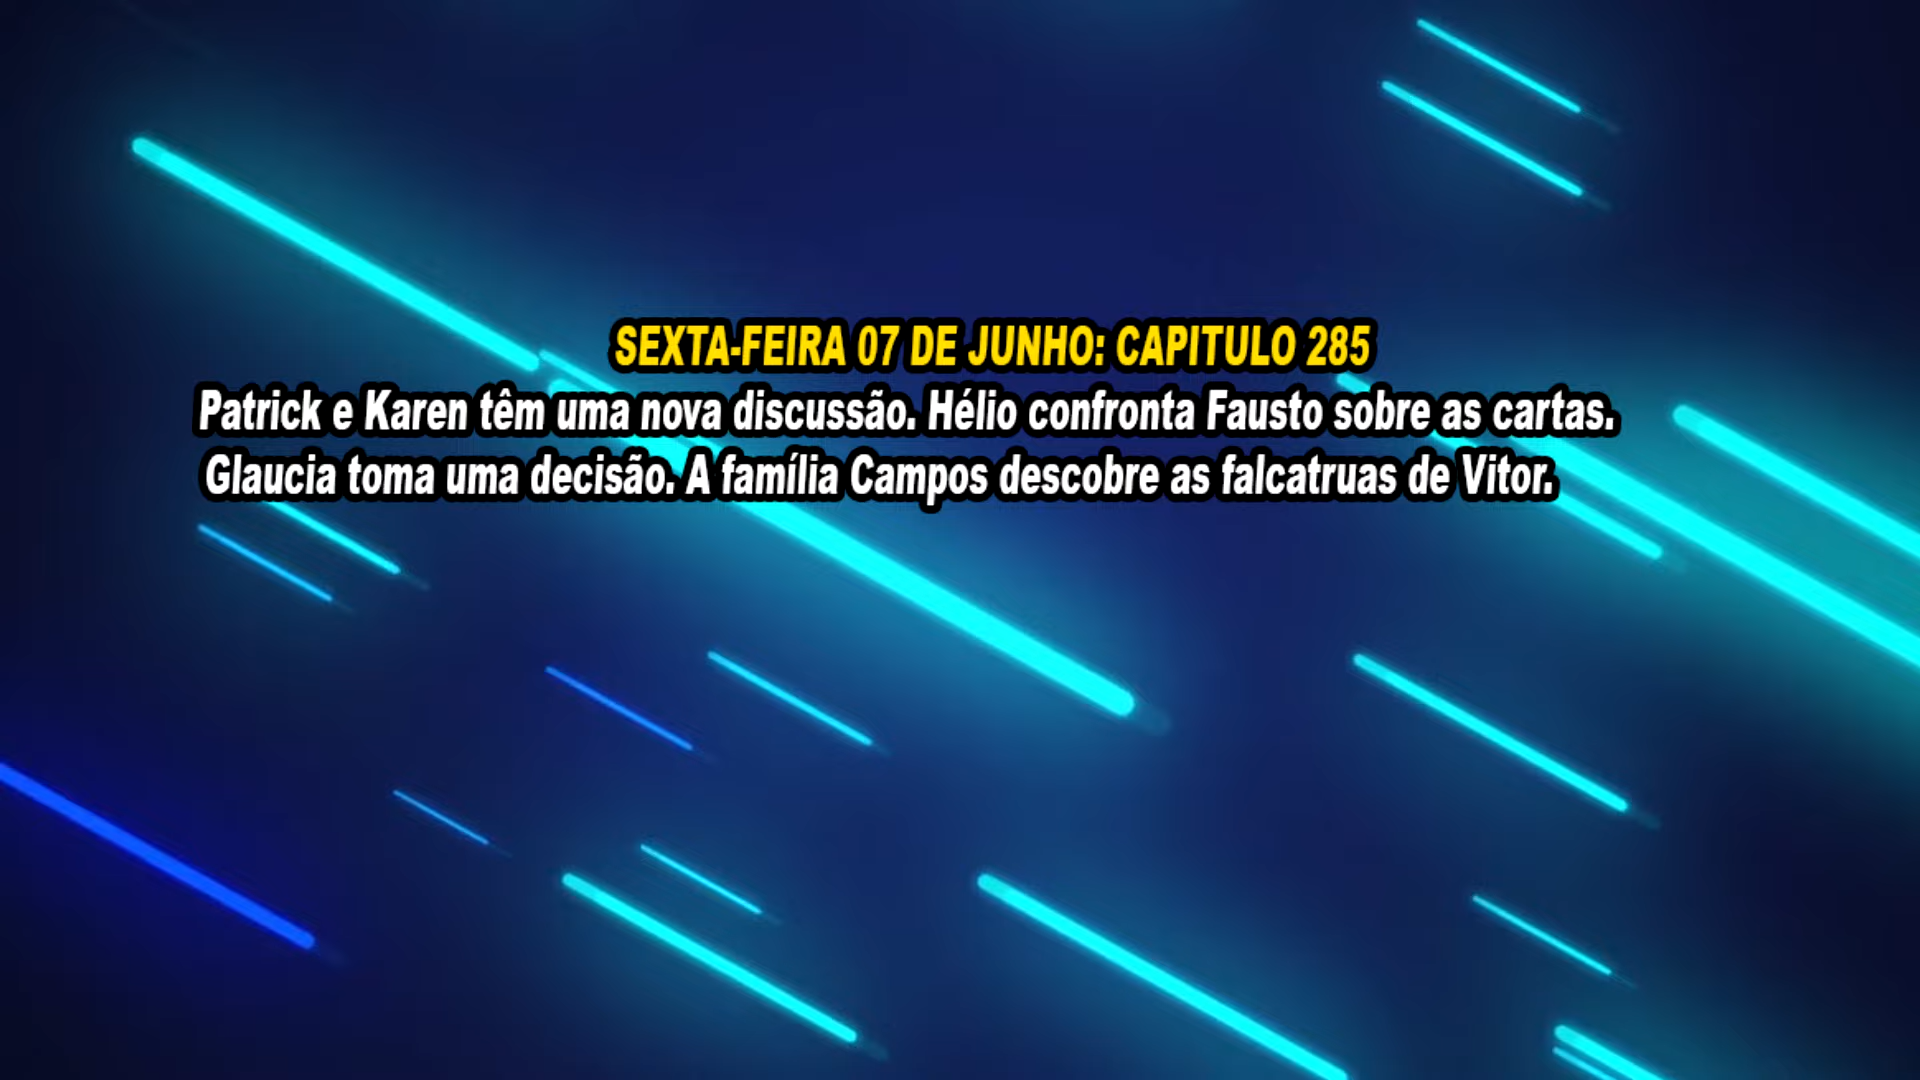 SEXTA-FEIRA 07 DE JUNHO: CAPITULO 285
Patrick e Karen têm uma nova discussão. Hélio confronta Fausto sobre as cartas.
Glaucia toma uma decisão. A família Campos descobre as falcatruas de Vitor.